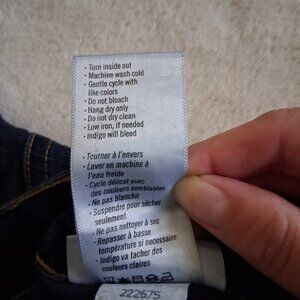 · Turn inside out
· Machine wash cold
· Gentle cycle with
like colors
· Do not bleach
· Hang dry only
· Do not dry clean
· Low iron, if needed
· Indigo will bleed
· Tourner à l'envers
· Laver en machine à
l'eau fraide
· Cycle délicat avec
des couleurs semblables
· Ne pas blanchir
· Suspendre pour sécher
seulement
· Ne pas nettoyer à sec
· Repasser à basse
température si necessaire
· Indigo va tacher des
couleurs claires
222675